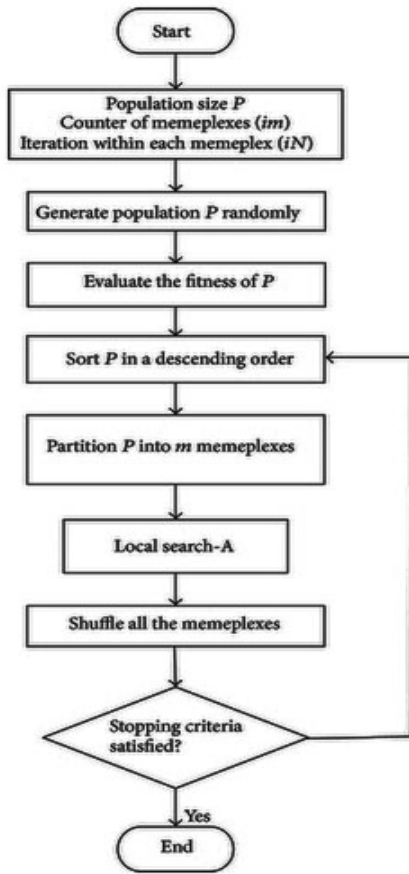 Start
Population size P
Counter of memeplexes (im)
Iteration within each memeplex (iN)
Generate population P randomly
Evaluate the fitness of P
Sort P in a descending order
Partition P into m memeplexes
Local search-A
Shuffle all the memeplexes
Stopping criteria
satisfied?
Yes
End